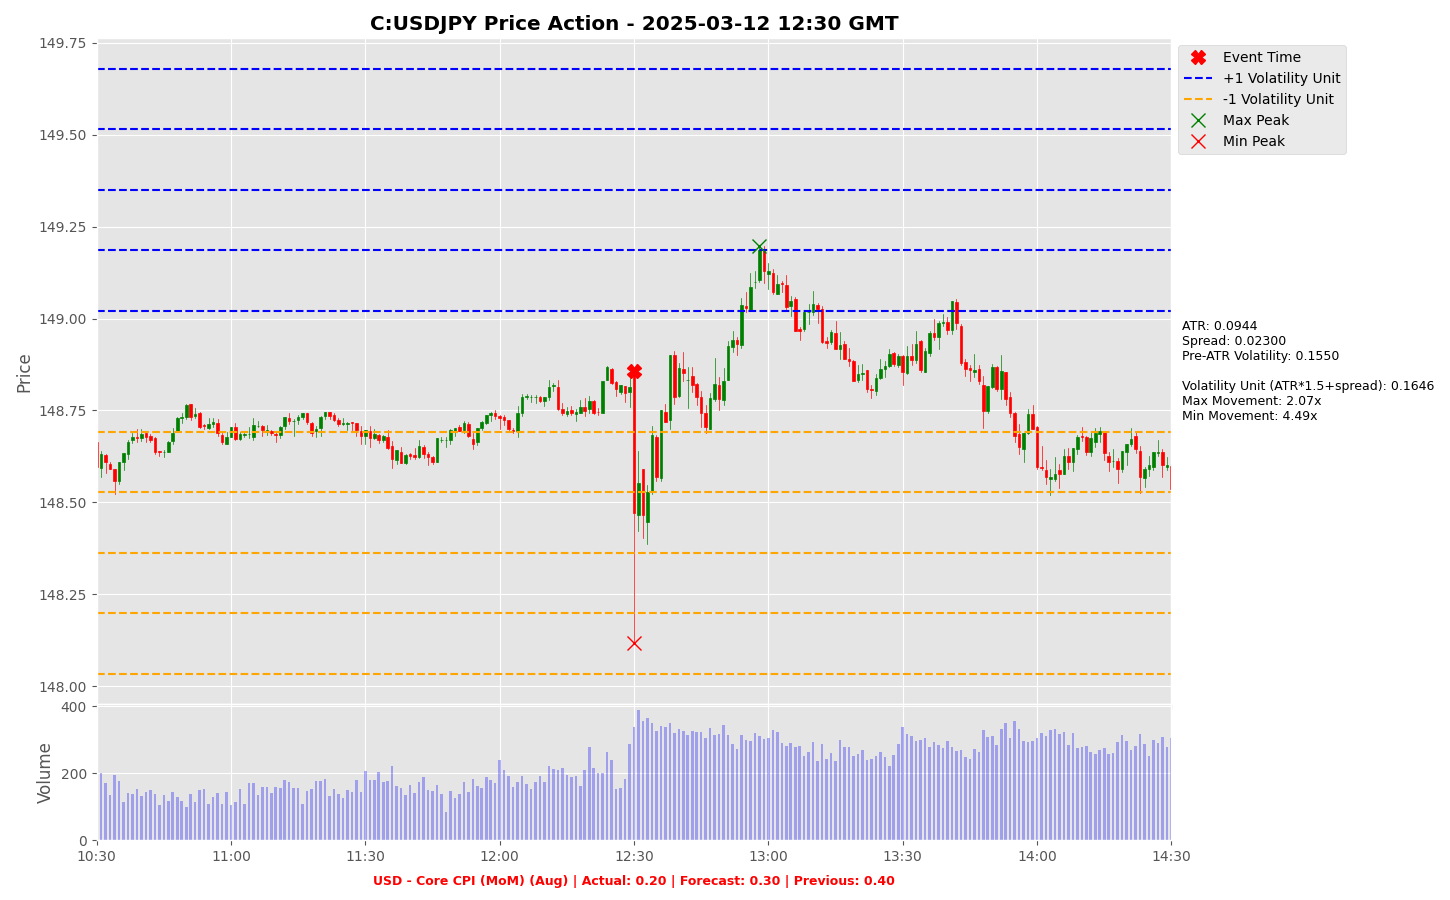 C:USDJPY Price Action - 2025-03-12 12:30 GMT
149.75
149.50
149.25
149.00
148.75
148.50
148.25
148.00
Price
Event Time
+1 Volatility Unit
-1 Volatility Unit
Max Peak
Min Peak
ATR: 0.0944
Spread: 0.02300
Pre-ATR Volatility: 0.1550
Volatility Unit (ATR*1.5+spread): 0.1646
Max Movement: 2.07x
Min Movement: 4.49x
400
200
0
Volume
10:30 11:00 11:30 12:00 12:30 13:00 13:30 14:00 14:30
USD - Core CPI (MoM) (Aug) | Actual: 0.20 | Forecast: 0.30 | Previous: 0.40